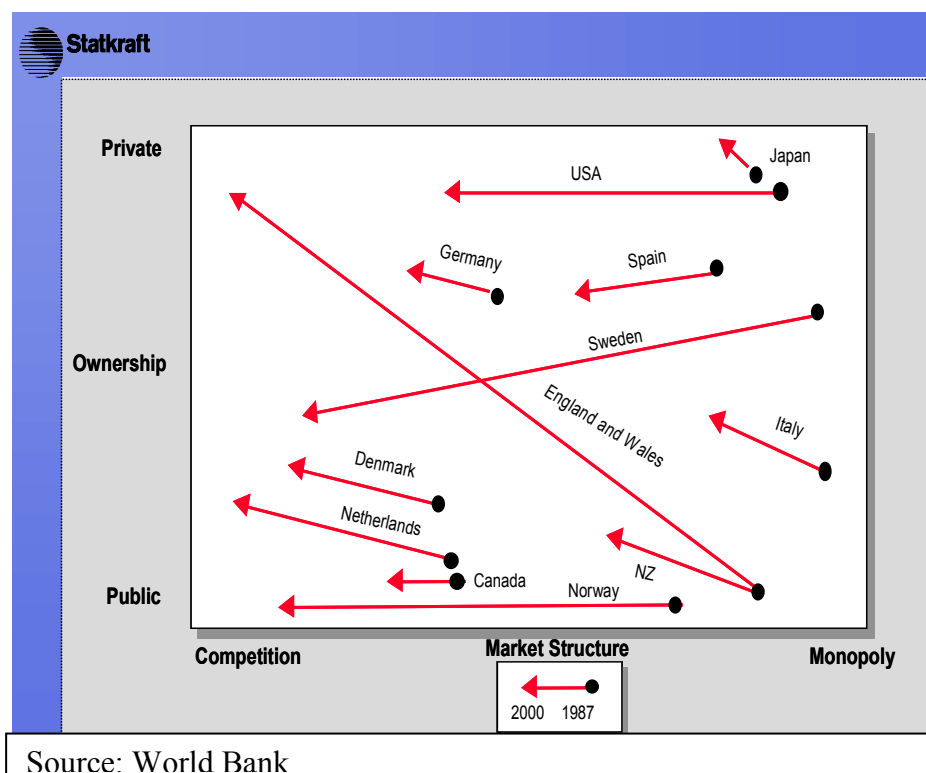 Statkraft
Private
Japan
USA
Germany
Spain
Sweden
Ownership
England and Wales
Italy
Denmark
Netherlands
NZ
Canada
Norway
Public
Competition
Market Structure
Monopoly
2000 1987
Source: World Bank